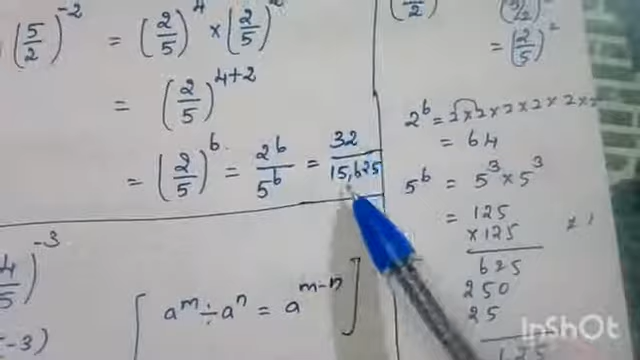 (5/2)^-2 = (2/5)^4 × (2/5)^2
= (2/5)^4+2
= (2/5)^6 = 2^6/5^6 = 32/15,625
= (2/5)^2
2^6 = 2×2×2×2×2×2
= 64
5^6 = 5^3 × 5^3
= 125
×125
625
250
[ a^m ÷ a^n = a^m-n ]
InShOt